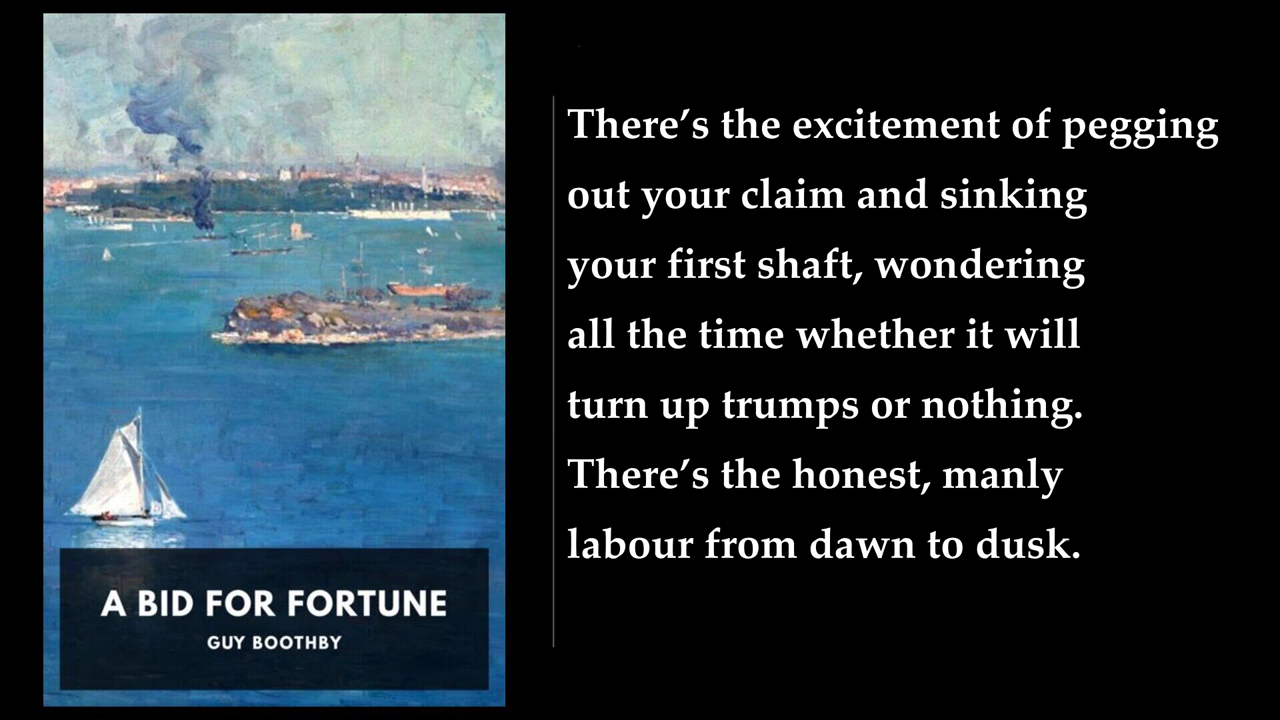 There’s the excitement of pegging
out your claim and sinking
your first shaft, wondering
all the time whether it will
turn up trumps or nothing.
There’s the honest, manly
labour from dawn to dusk.
A BID FOR FORTUNE
GUY BOOTHBY